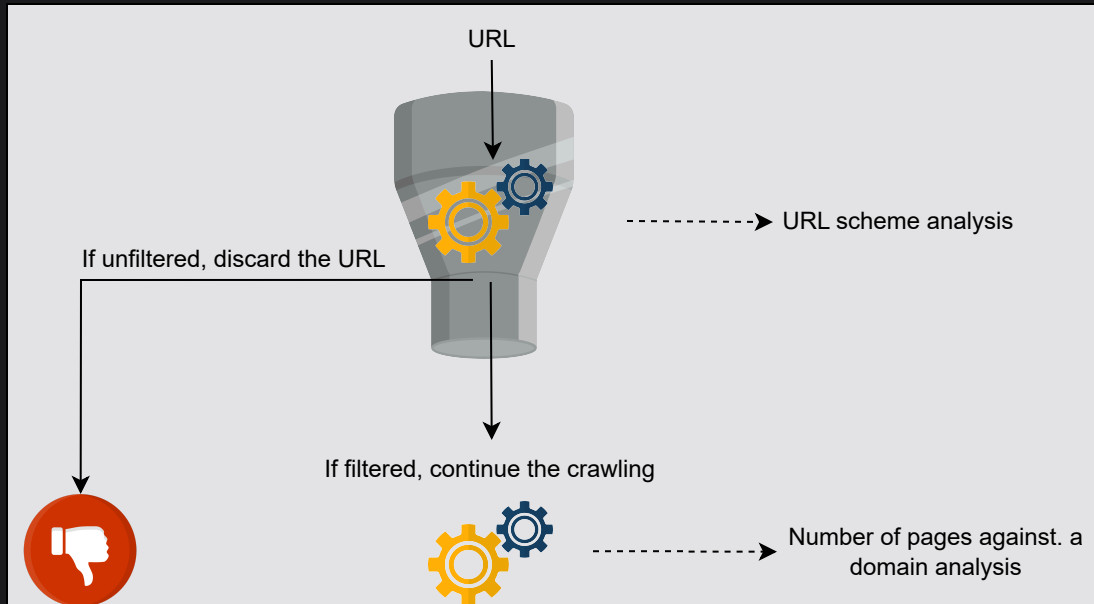 URL
URL scheme analysis
If unfiltered, discard the URL
If filtered, continue the crawling
Number of pages against. a
domain analysis